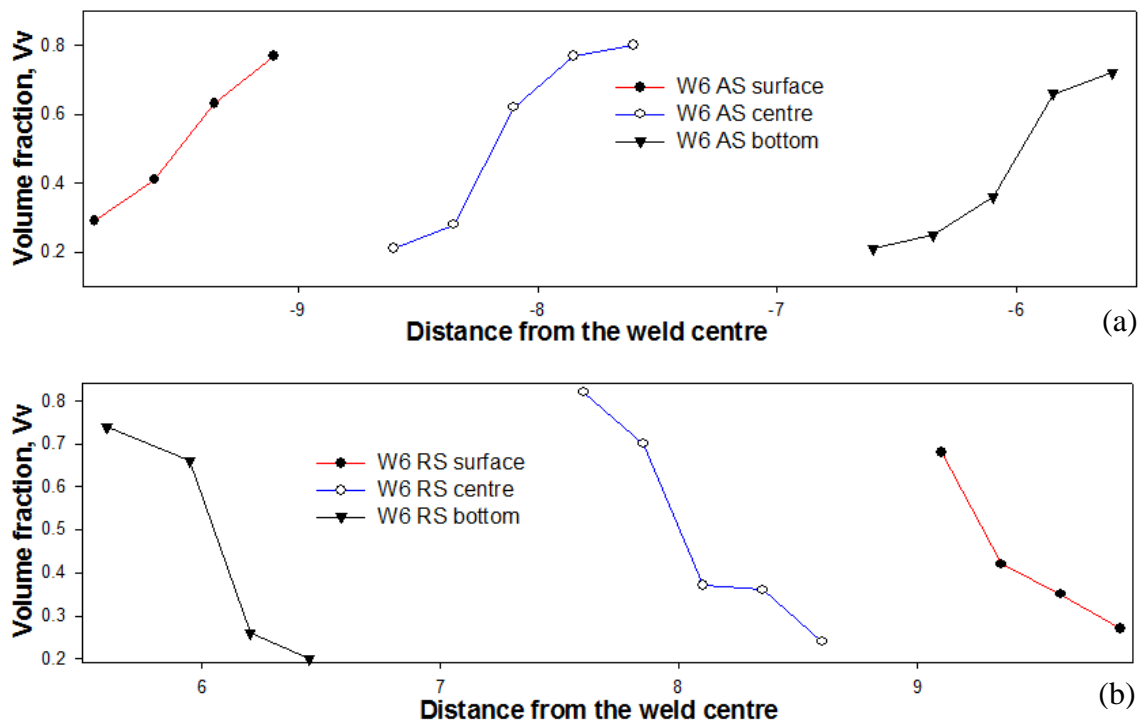 Volume fraction, Vv
0.8
0.6
0.4
0.2
W6 AS surface
W6 AS centre
W6 AS bottom
-9
-8
-7
-6
Distance from the weld centre
(a)
Volume fraction, Vv
0.8
0.7
0.6
0.5
0.4
0.3
0.2
W6 RS surface
W6 RS centre
W6 RS bottom
6
7
8
9
Distance from the weld centre
(b)